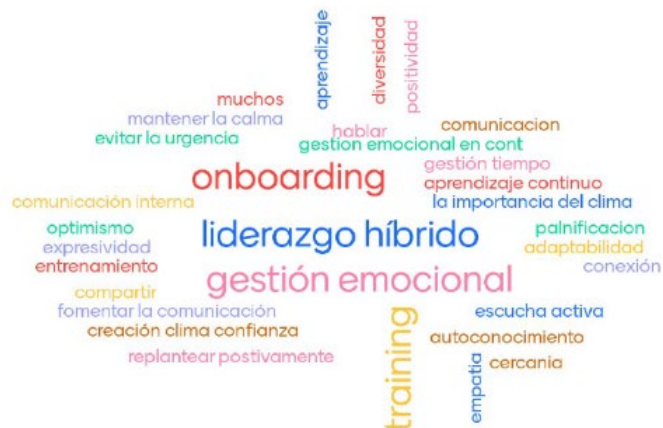 aprendizaje
diversidad
positividad
muchos
mantener la calma
evitar la urgencia
hablar
comunicacion
gestion emocional en cont
gestión tiempo
onboarding
aprendizaje continuo
comunicación interna
la importancia del clima
optimismo
liderazgo híbrido
palnificacion
expresividad
adaptabilidad
entrenamiento
gestión emocional
conexión
compartir
fomentar la comunicación
training
escucha activa
creación clima confianza
autoconocimiento
replantear postivamente
empatia
cercania